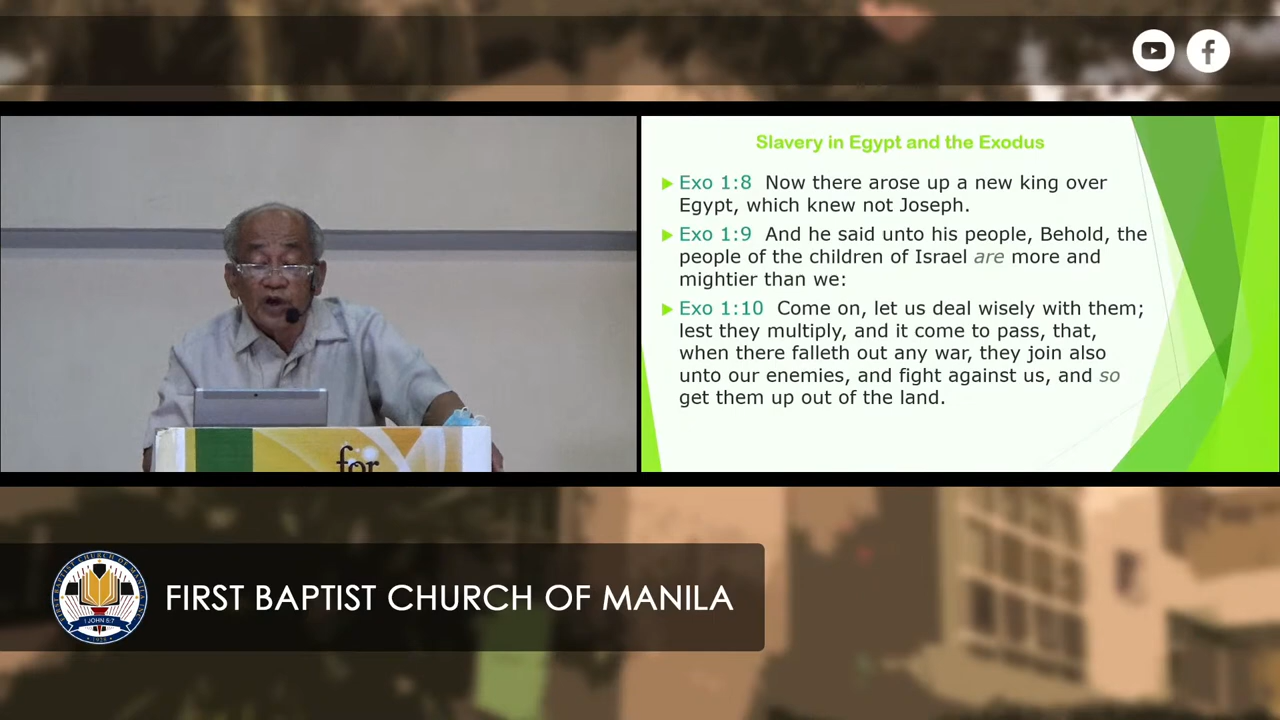 Slavery in Egypt and the Exodus
Exo 1:8 Now there arose up a new king over
Egypt, which knew not Joseph.
Exo 1:9 And he said unto his people, Behold, the
people of the children of Israel are more and
mightier than we:
Exo 1:10 Come on, let us deal wisely with them;
lest they multiply, and it come to pass, that,
when there falleth out any war, they join also
unto our enemies, and fight against us, and so
get them up out of the land.
for
I JOHN 5:7
FIRST BAPTIST CHURCH OF MANILA